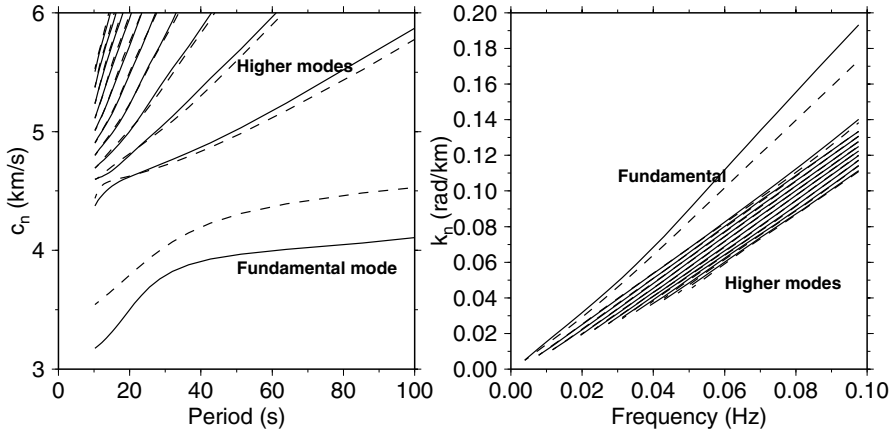 6
5
4
3
c_n (km/s)
Higher modes
Fundamental mode
0 20 40 60 80 100
Period (s)
0.20
0.18
0.16
0.14
0.12
0.10
0.08
0.06
0.04
0.02
0.00
k_n (rad/km)
Fundamental
Higher modes
0.00 0.02 0.04 0.06 0.08 0.10
Frequency (Hz)